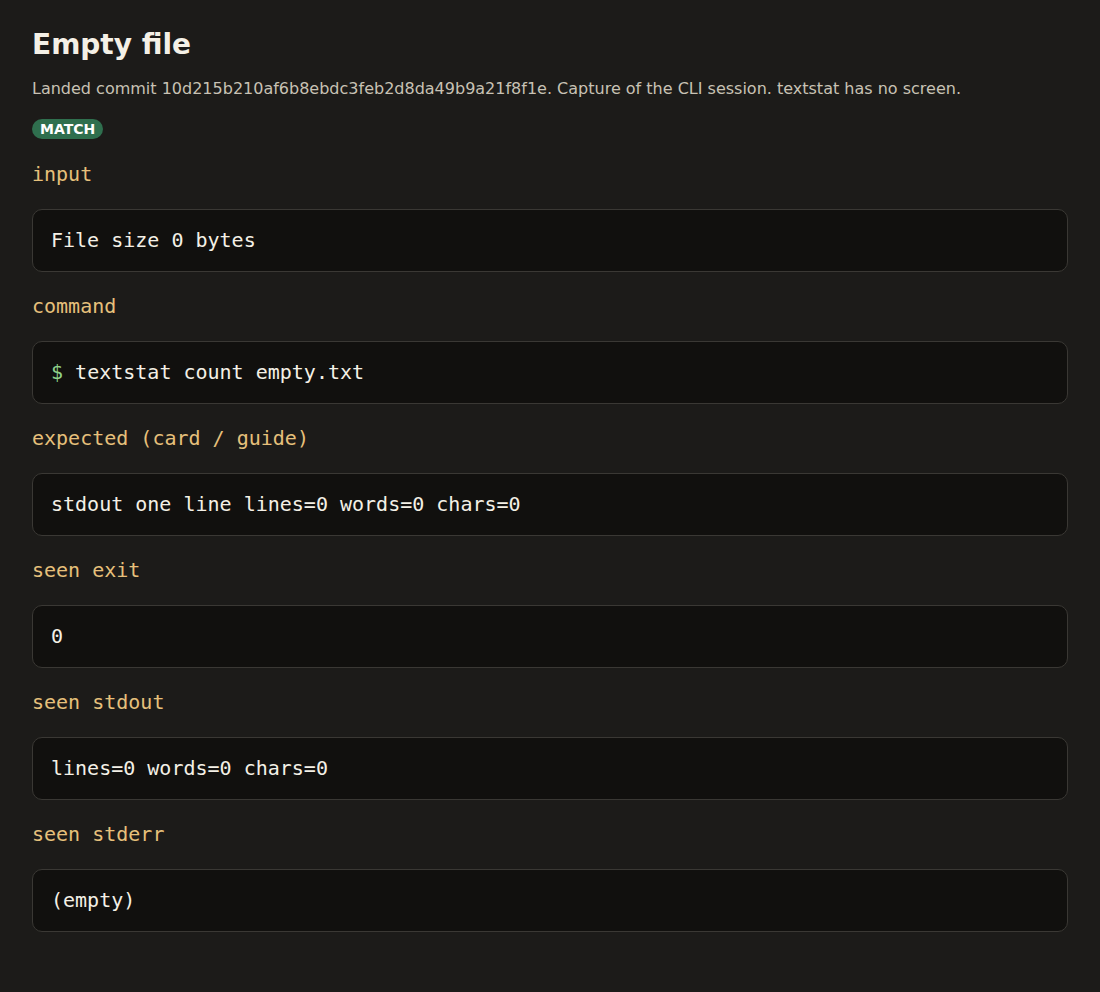 Empty file
Landed commit 10d215b210af6b8ebdc3feb2d8da49b9a21f8f1e. Capture of the CLI session. textstat has no screen.
MATCH
input
File size 0 bytes
command
$ textstat count empty.txt
expected (card / guide)
stdout one line lines=0 words=0 chars=0
seen exit
0
seen stdout
lines=0 words=0 chars=0
seen stderr
(empty)